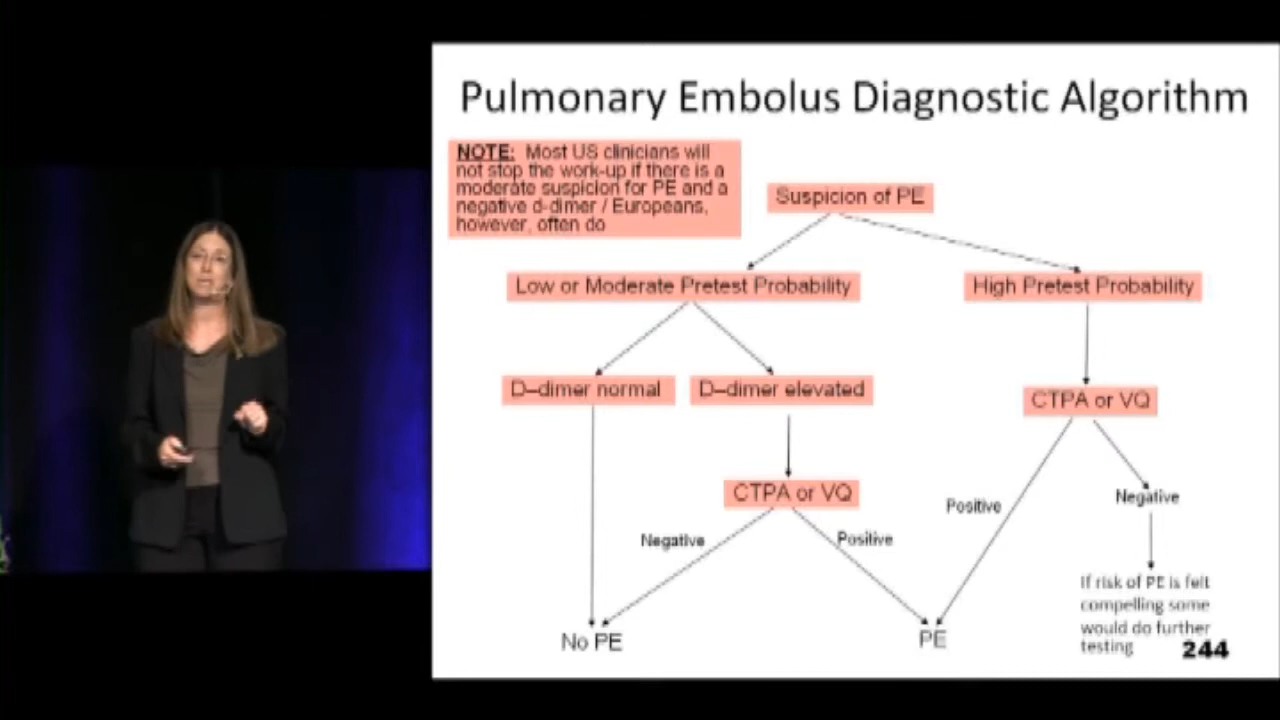 Pulmonary Embolus Diagnostic Algorithm
NOTE: Most US clinicians will
not stop the work-up if there is a
moderate suspicion for PE and a
negative d-dimer / Europeans,
however, often do
Suspicion of PE
Low or Moderate Pretest Probability
High Pretest Probability
D–dimer normal
D–dimer elevated
CTPA or VQ
CTPA or VQ
Negative
Positive
Positive
Negative
No PE
PE
If risk of PE is felt
compelling some
would do further
testing
244